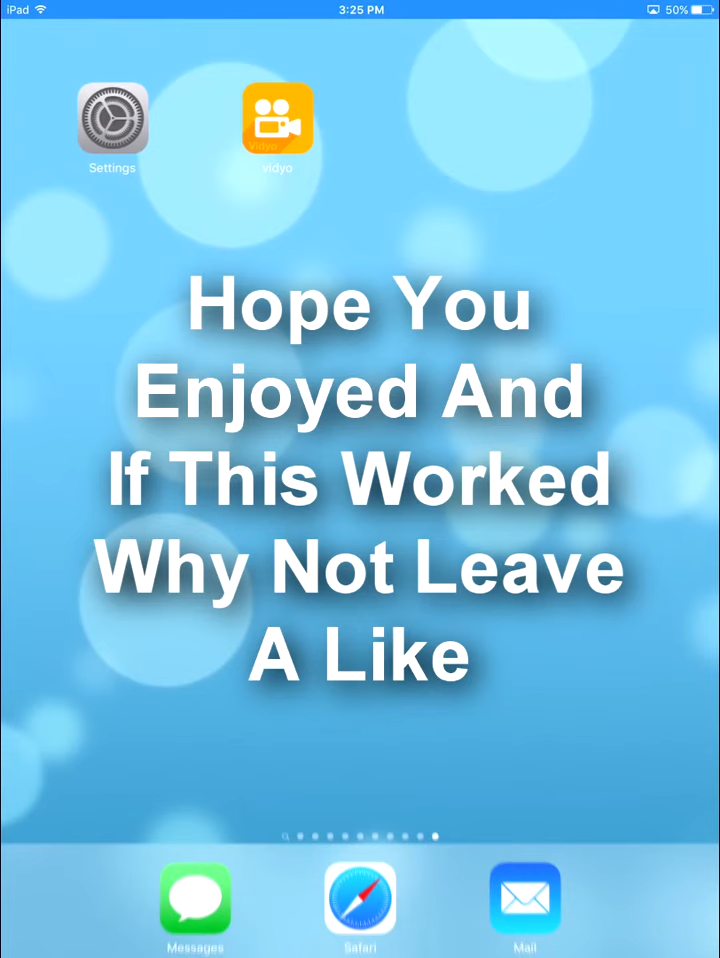 iPad 3:25 PM 50%
Settings vidyo
Vidyo
Hope You
Enjoyed And
If This Worked
Why Not Leave
A Like
Messages Safari Mail